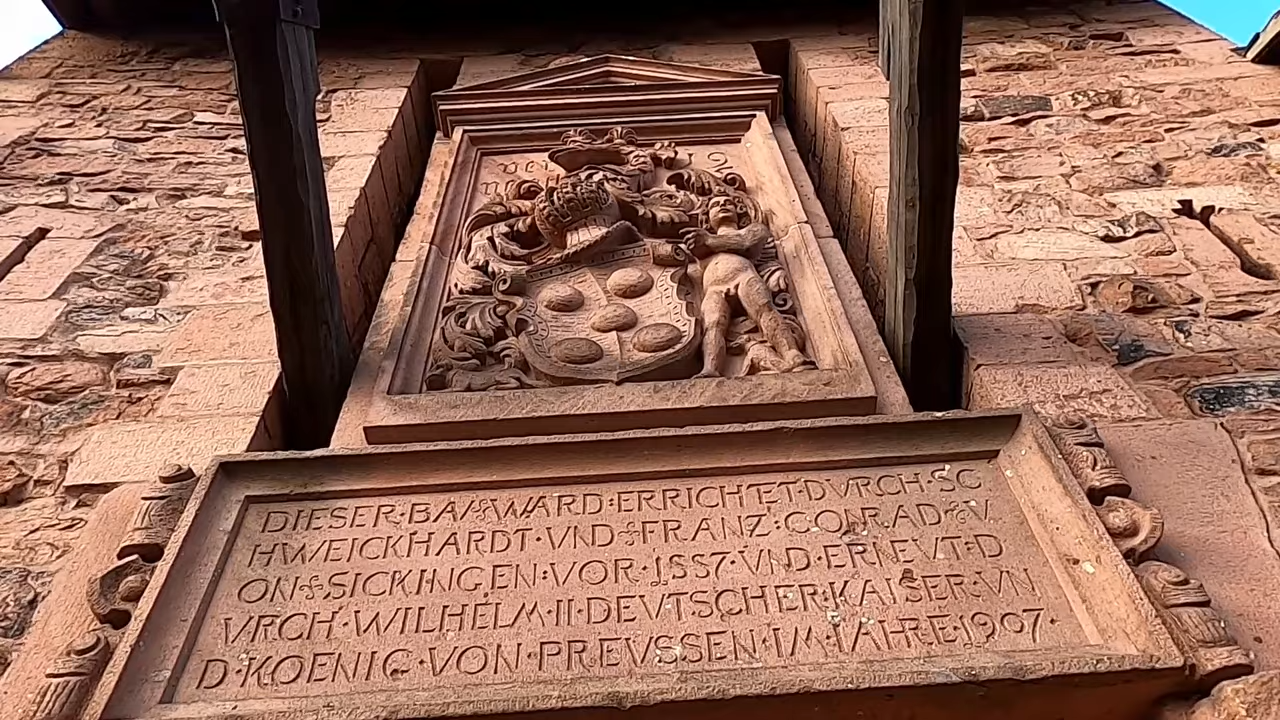 DIESER·BAV·WARD·ERRICHTET·DVRCH·SC
HWEICKHARDT·VND·FRANZ·CONRAD·V
ON·SICKINGEN·VOR·1557·VND·ERNEVT·D
VRCH·WILHELM·II·DEVTSCHER·KAISER·VN
D·KOENIG·VON·PREVSSEN·IM·IAHRE·1907·